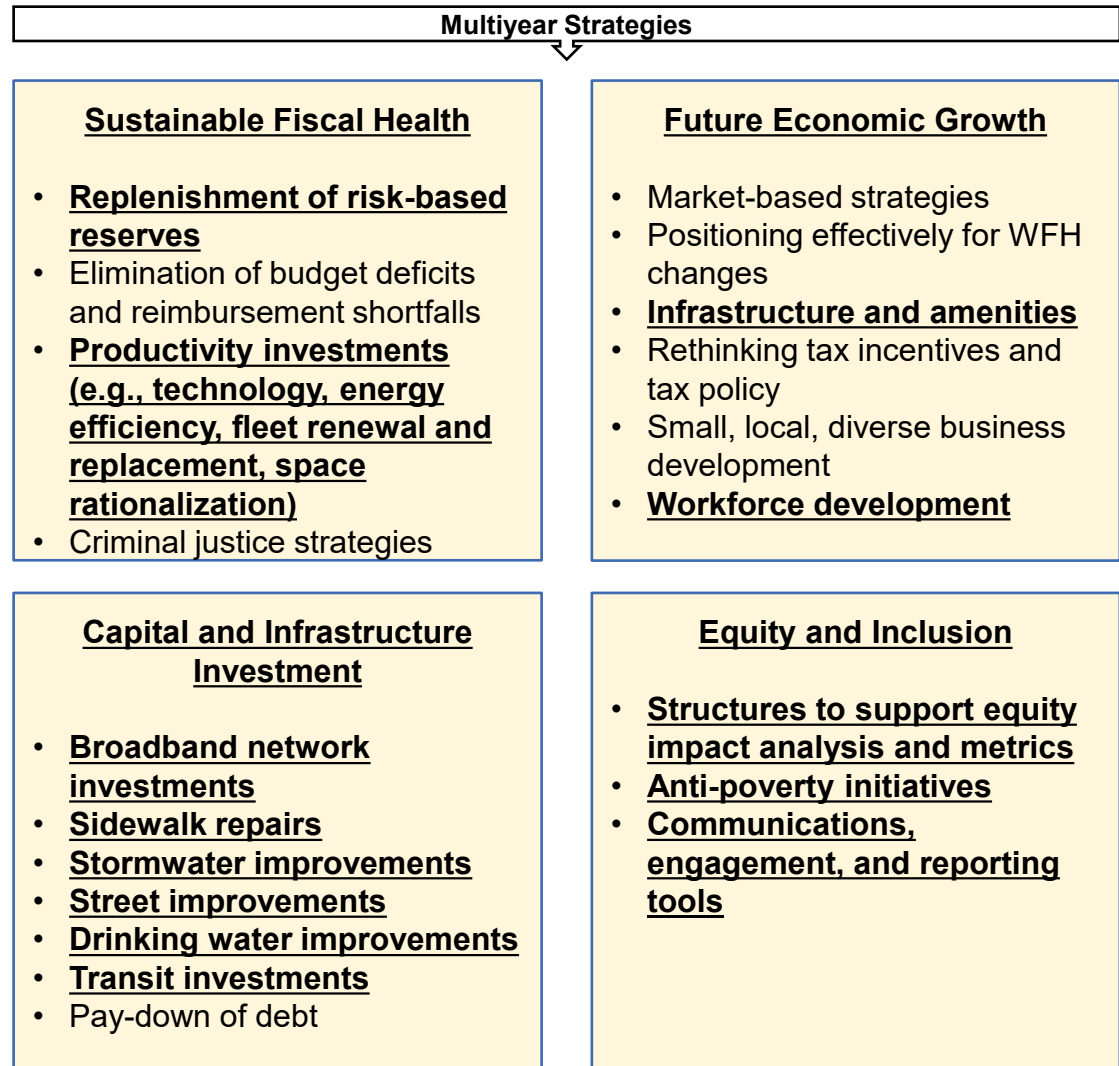 Multiyear Strategies
Sustainable Fiscal Health
• Replenishment of risk-based
reserves
• Elimination of budget deficits
and reimbursement shortfalls
• Productivity investments
(e.g., technology, energy
efficiency, fleet renewal and
replacement, space
rationalization)
• Criminal justice strategies
Future Economic Growth
• Market-based strategies
• Positioning effectively for WFH
changes
• Infrastructure and amenities
• Rethinking tax incentives and
tax policy
• Small, local, diverse business
development
• Workforce development
Capital and Infrastructure
Investment
• Broadband network
investments
• Sidewalk repairs
• Stormwater improvements
• Street improvements
• Drinking water improvements
• Transit investments
• Pay-down of debt
Equity and Inclusion
• Structures to support equity
impact analysis and metrics
• Anti-poverty initiatives
• Communications,
engagement, and reporting
tools